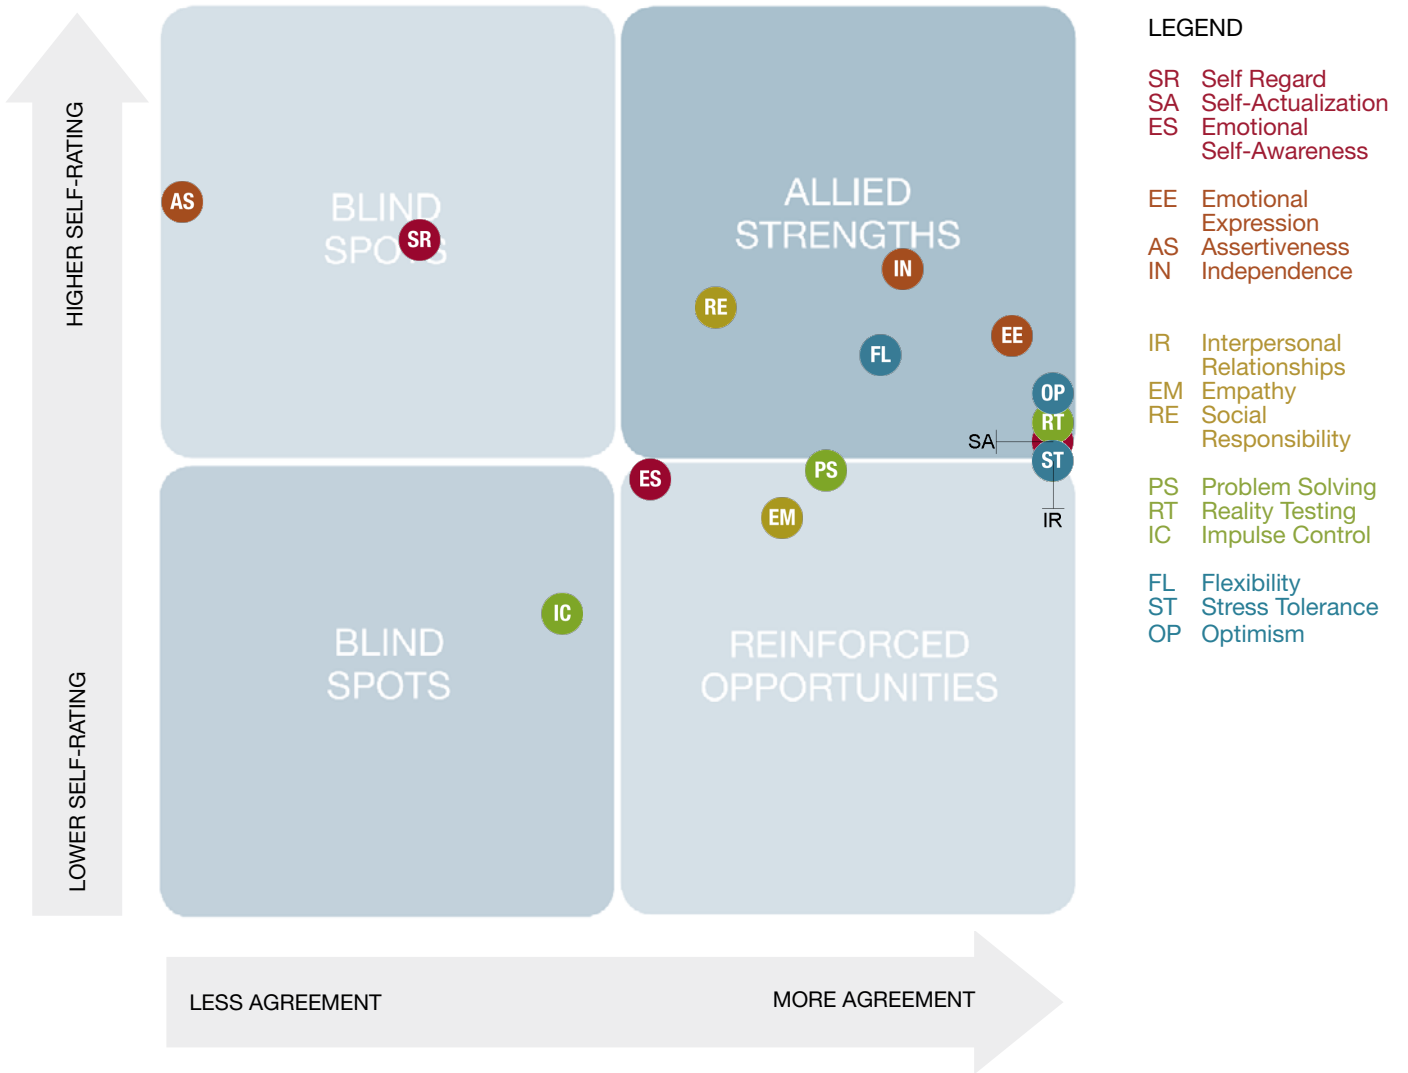 HIGHER SELF-RATING
LOWER SELF-RATING
BLIND
SPOTS
AS
SR
ALLIED
STRENGTHS
IN
RE
EE
FL
OP
RT
SA
ST
IR
ES
PS
EM
BLIND
SPOTS
IC
REINFORCED
OPPORTUNITIES
LESS AGREEMENT
MORE AGREEMENT
LEGEND
SR Self Regard
SA Self-Actualization
ES Emotional
Self-Awareness
EE Emotional
Expression
AS Assertiveness
IN Independence
IR Interpersonal
Relationships
EM Empathy
RE Social
Responsibility
PS Problem Solving
RT Reality Testing
IC Impulse Control
FL Flexibility
ST Stress Tolerance
OP Optimism